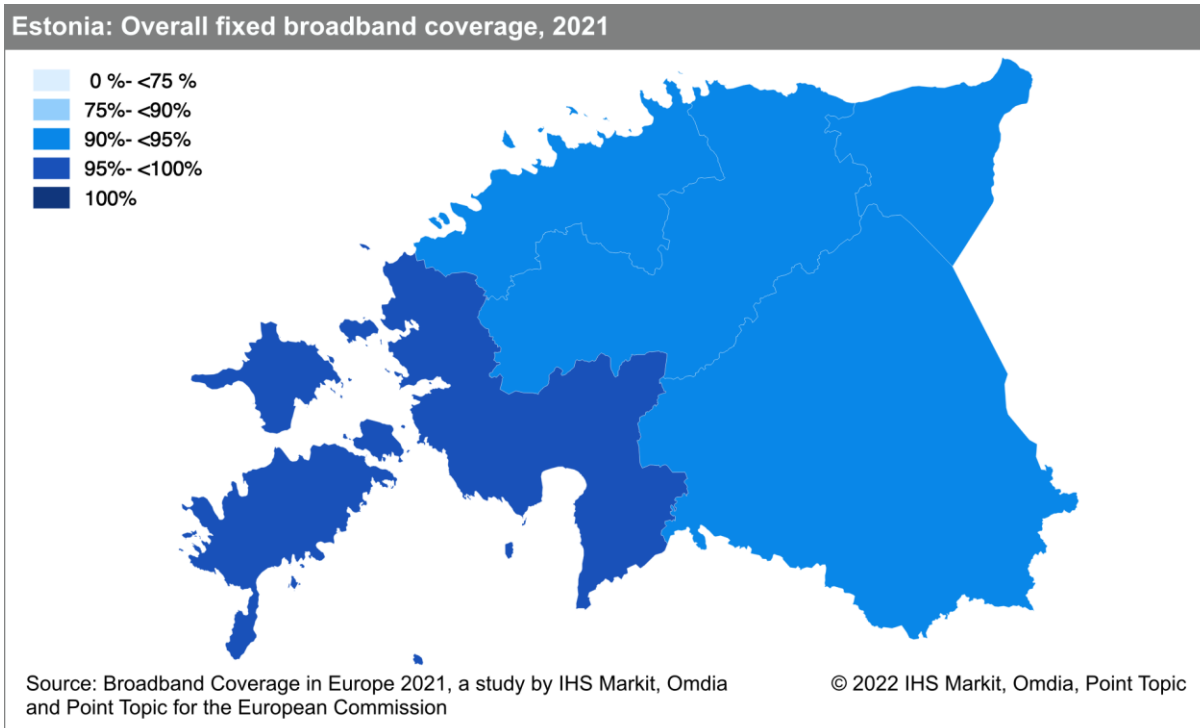 Estonia: Overall fixed broadband coverage, 2021
0 %- <75 %
75%- <90%
90%- <95%
95%- <100%
100%
Source: Broadband Coverage in Europe 2021, a study by IHS Markit, Omdia
and Point Topic for the European Commission
© 2022 IHS Markit, Omdia, Point Topic